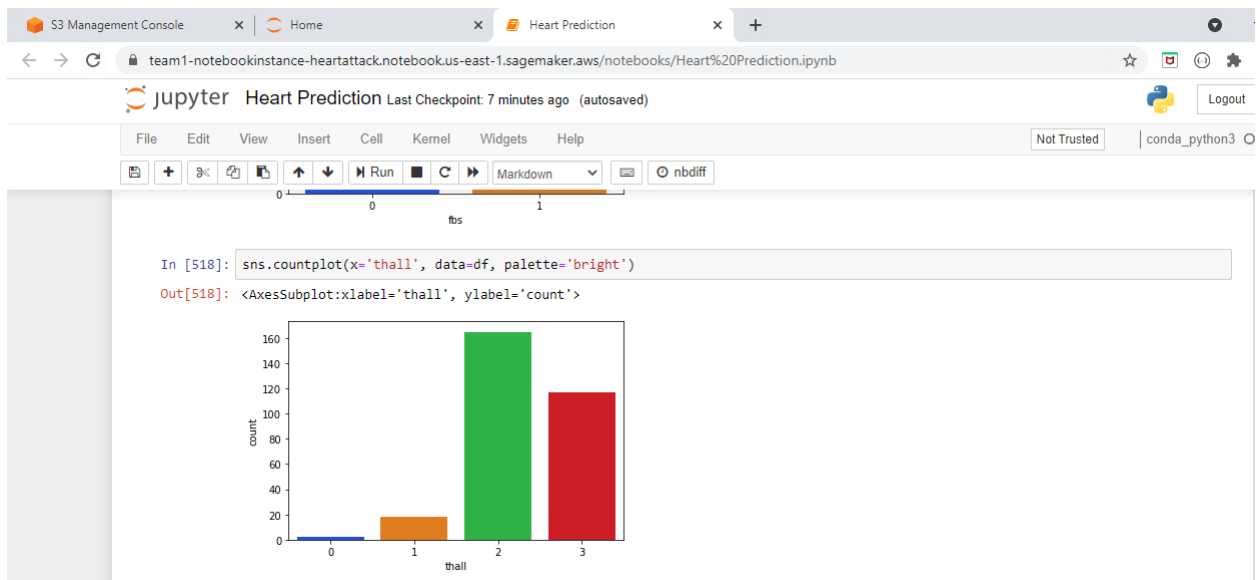 S3 Management Console × Home × Heart Prediction × +
team1-notebookinstance-heartattack.notebook.us-east-1.sagemaker.aws/notebooks/Heart%20Prediction.ipynb
jupyter Heart Prediction Last Checkpoint: 7 minutes ago (autosaved) Logout
File Edit View Insert Cell Kernel Widgets Help Not Trusted conda_python3
Run Markdown nbdiff
0
0 1
fbs
In [518]: sns.countplot(x='thall', data=df, palette='bright')
Out[518]: <AxesSubplot:xlabel='thall', ylabel='count'>
160
140
120
100
count
80
60
40
20
0
0 1 2 3
thall